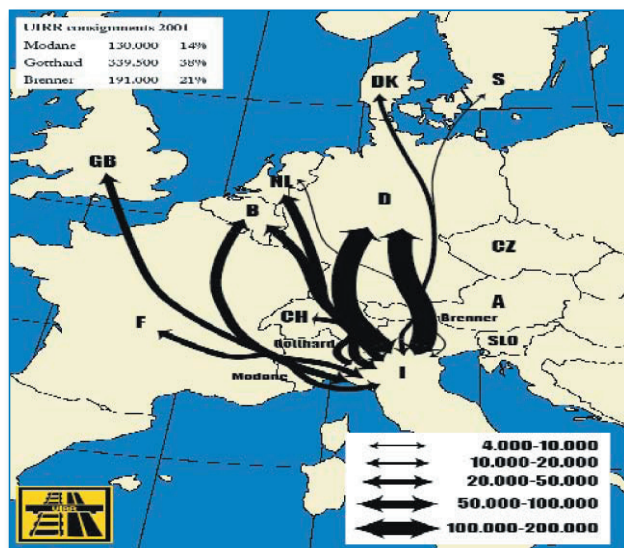 UIRR consignments 2001
Modane 130.000 14%
Gotthard 339.500 38%
Brenner 191.000 21%
DK
S
GB
NL
D
B
CZ
A
CH
Brenner
F
Gotthard
SLO
I
Modane
4.000-10.000
10.000-20.000
20.000-50.000
50.000-100.000
100.000-200.000
UIRR